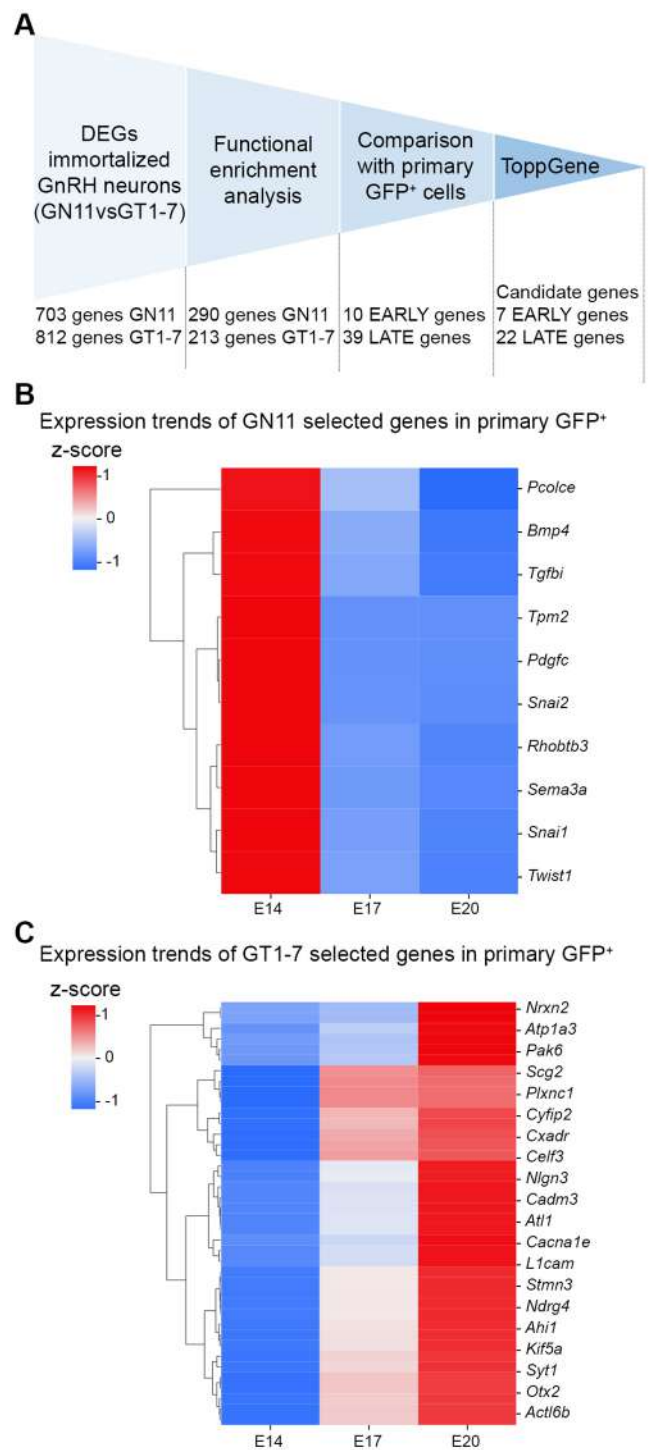 A
DEGs
immortalized
GnRH neurons
(GN11vsGT1-7)
Functional
enrichment
analysis
Comparison
with primary
GFP⁺ cells
ToppGene
703 genes GN11
812 genes GT1-7
290 genes GN11
213 genes GT1-7
10 EARLY genes
39 LATE genes
Candidate genes
7 EARLY genes
22 LATE genes
B
Expression trends of GN11 selected genes in primary GFP⁺
z-score
1
0
-1
Pcolce
Bmp4
Tgfbi
Tpm2
Pdgfc
Snai2
Rhobtb3
Sema3a
Snai1
Twist1
E14 E17 E20
C
Expression trends of GT1-7 selected genes in primary GFP⁺
z-score
1
0
-1
Nrxn2
Atp1a3
Pak6
Scg2
Plxnc1
Cyfip2
Cxadr
Celf3
Nlgn3
Cadm3
Atl1
Cacna1e
L1cam
Stmn3
Ndrg4
Ahi1
Kif5a
Syt1
Otx2
Actl6b
E14 E17 E20